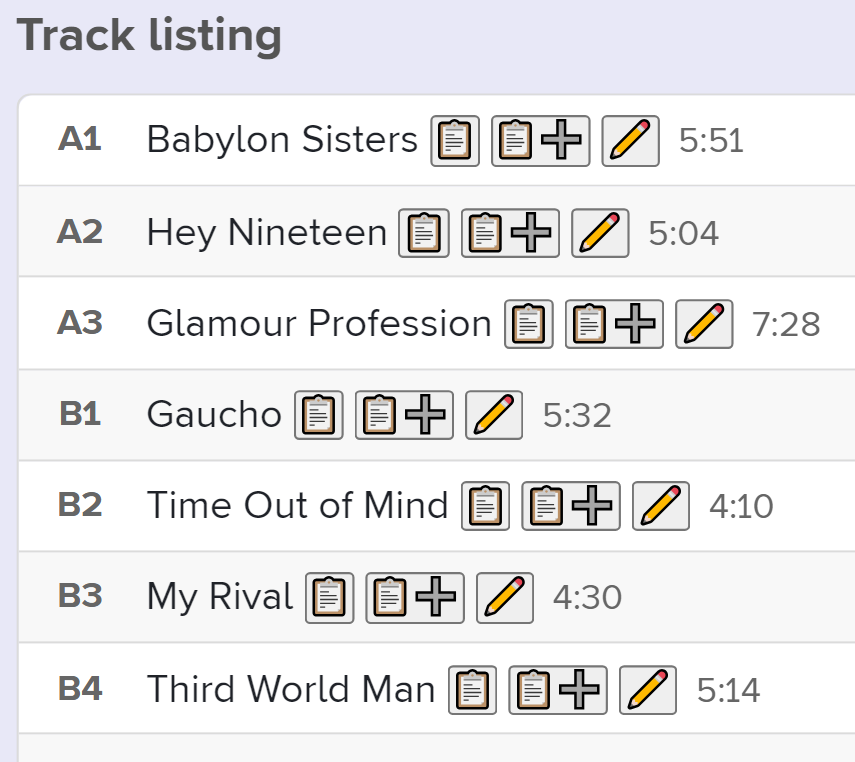 Track listing
A1 Babylon Sisters 5:51
A2 Hey Nineteen 5:04
A3 Glamour Profession 7:28
B1 Gaucho 5:32
B2 Time Out of Mind 4:10
B3 My Rival 4:30
B4 Third World Man 5:14